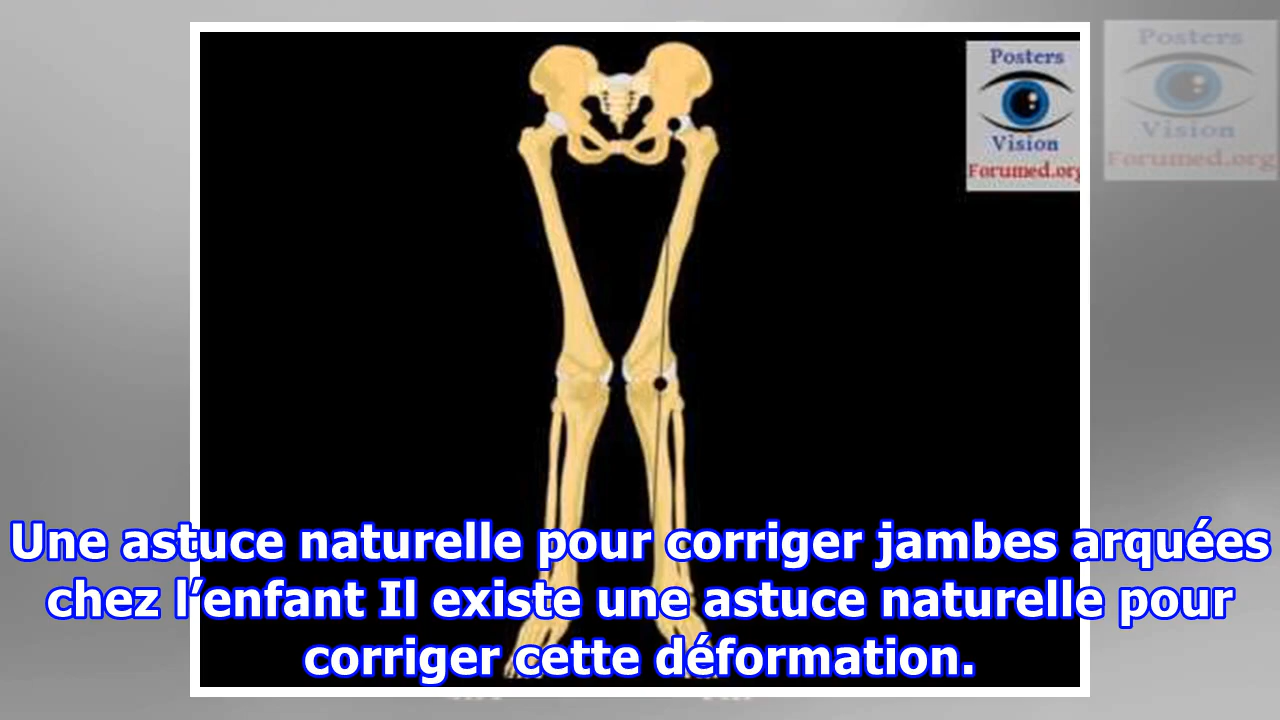 Posters
Vision
Forumed.org
Posters
Vision
Forumed.org
Une astuce naturelle pour corriger jambes arquées
chez l’enfant Il existe une astuce naturelle pour
corriger cette déformation.